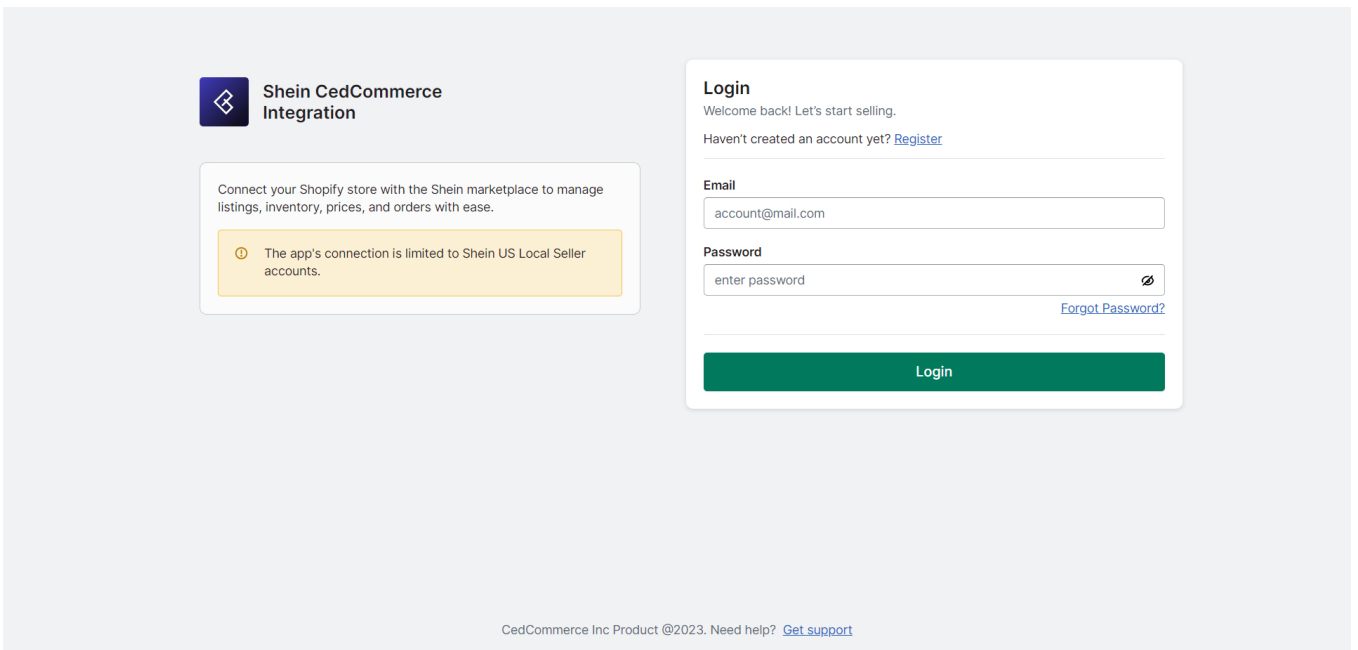 Shein CedCommerce
Integration
Connect your Shopify store with the Shein marketplace to manage
listings, inventory, prices, and orders with ease.
The app's connection is limited to Shein US Local Seller
accounts.
Login
Welcome back! Let's start selling.
Haven't created an account yet? Register
Email
account@mail.com
Password
enter password
Forgot Password?
Login
CedCommerce Inc Product @2023. Need help? Get support